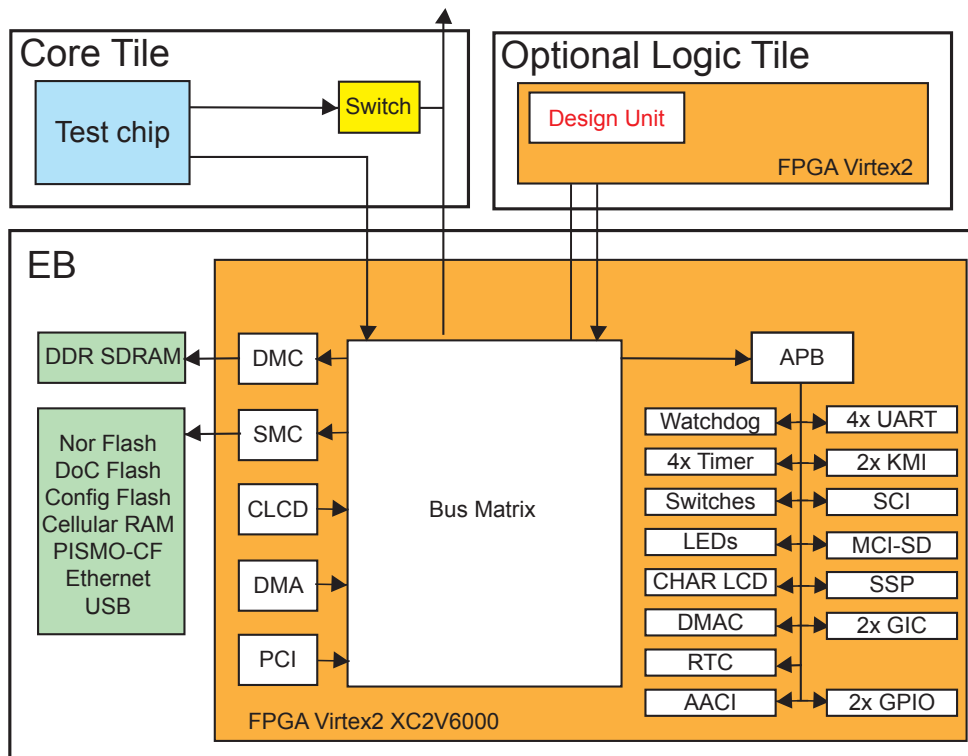 Core Tile
Test chip
Switch
Optional Logic Tile
Design Unit
FPGA Virtex2
EB
DDR SDRAM
Nor Flash
DoC Flash
Config Flash
Cellular RAM
PISMO-CF
Ethernet
USB
DMC
SMC
CLCD
DMA
PCI
Bus Matrix
APB
Watchdog
4x UART
4x Timer
2x KMI
Switches
SCI
LEDs
MCI-SD
CHAR LCD
SSP
DMAC
2x GIC
RTC
AACI
2x GPIO
FPGA Virtex2 XC2V6000